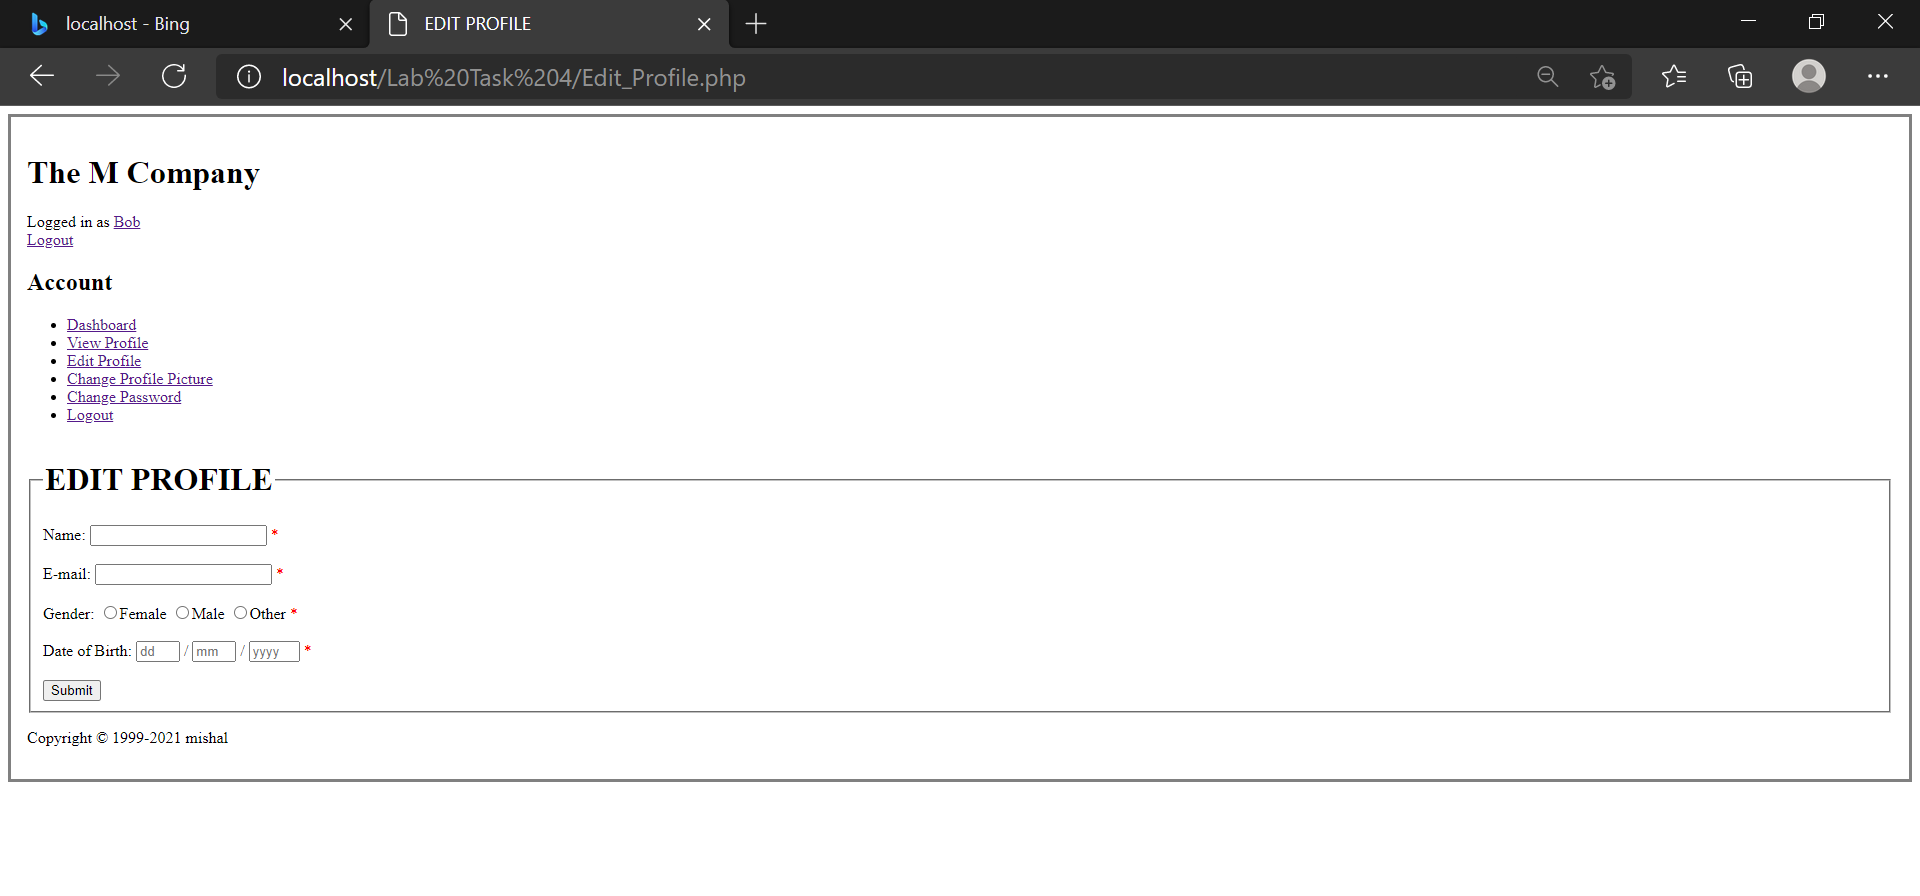 localhost - Bing
EDIT PROFILE
localhost/Lab%20Task%204/Edit_Profile.php
The M Company
Logged in as Bob
Logout
Account
Dashboard
View Profile
Edit Profile
Change Profile Picture
Change Password
Logout
EDIT PROFILE
Name: *
E-mail: *
Gender: Female Male Other *
Date of Birth: dd / mm / yyyy *
Submit
Copyright © 1999-2021 mishal